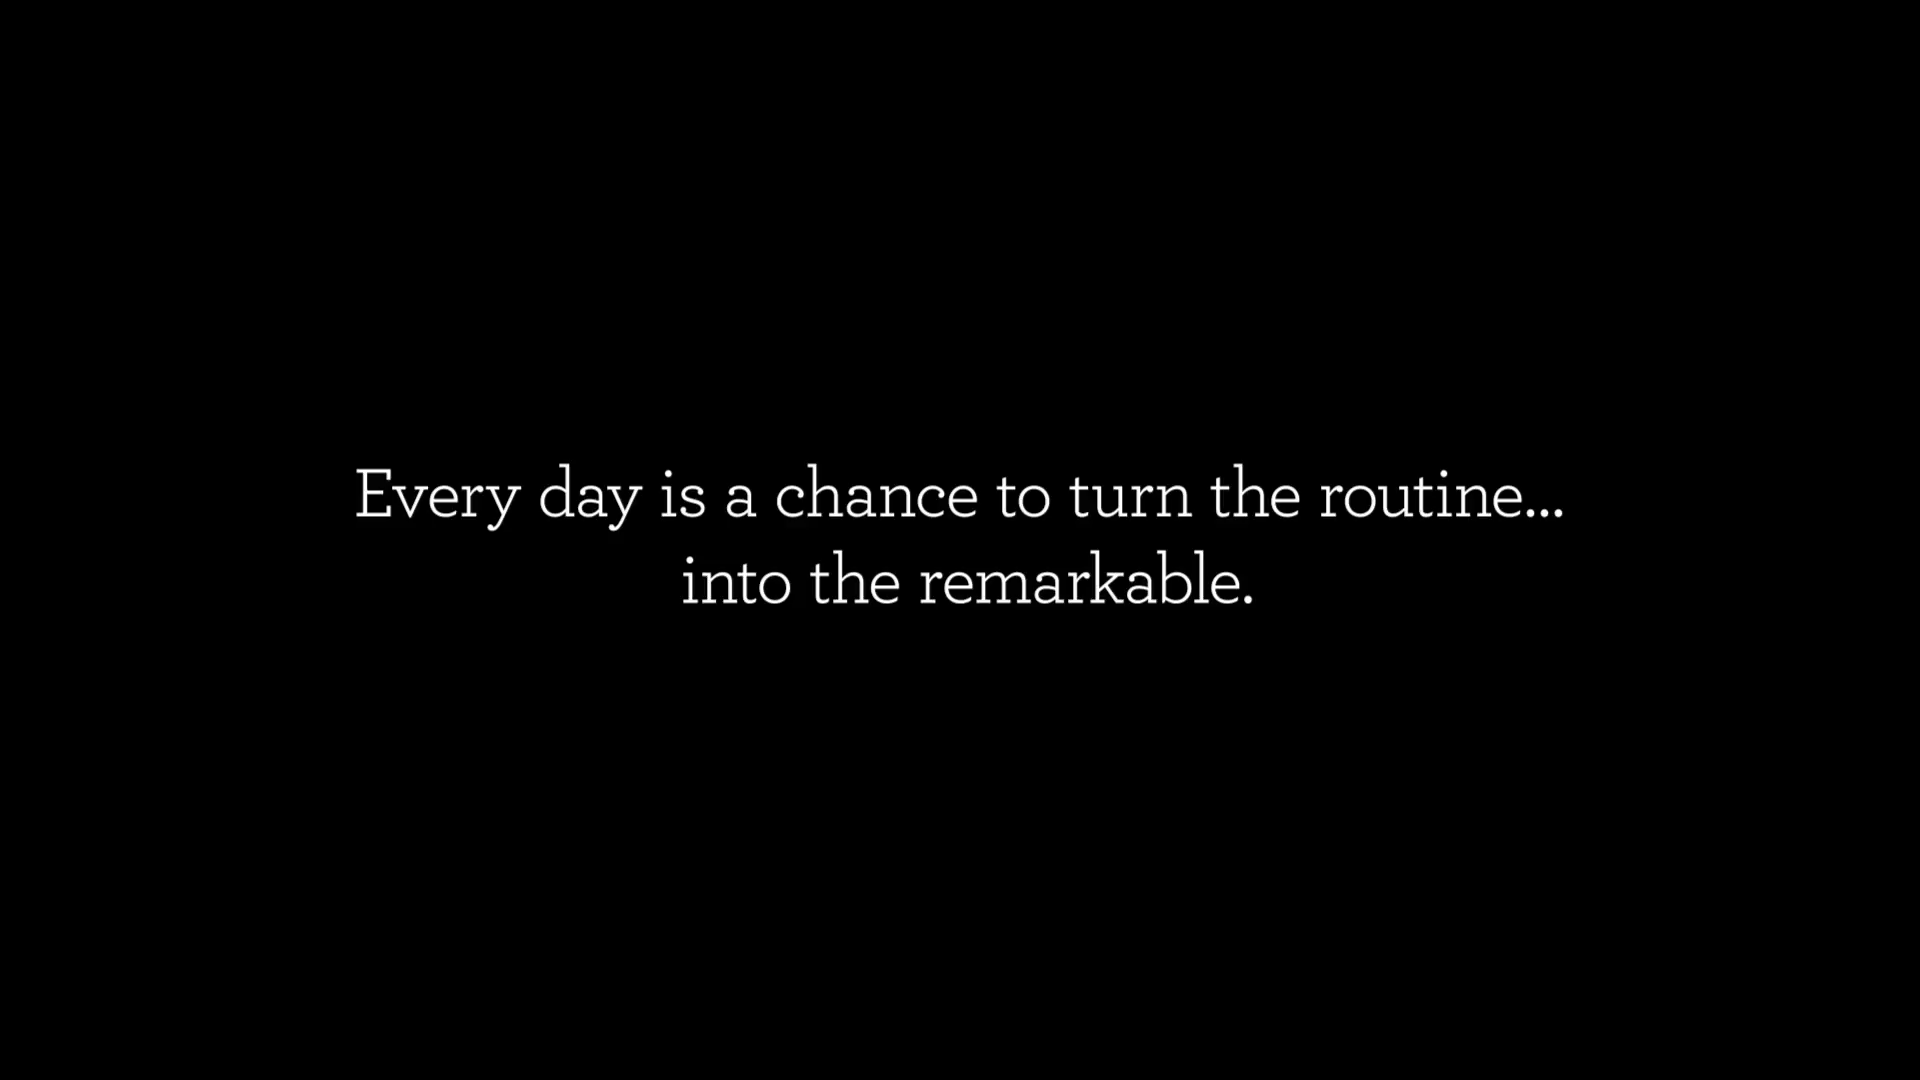 Every day is a chance to turn the routine...
into the remarkable.